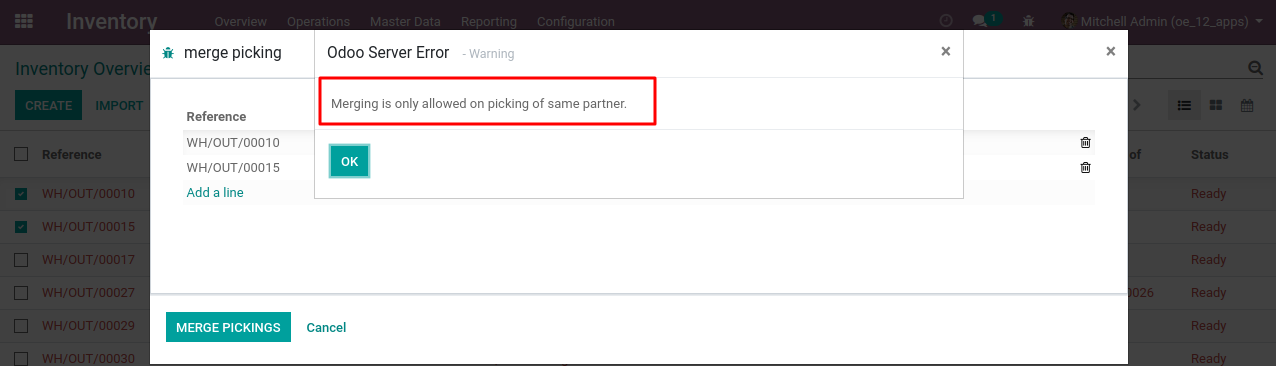 Inventory Overview Operations Master Data Reporting Configuration 1 Mitchell Admin (oe_12_apps)
merge picking Odoo Server Error - Warning × ×
Inventory Overvie
CREATE IMPORT Merging is only allowed on picking of same partner.
Reference
WH/OUT/00010
OK
WH/OUT/00015
Add a line
Reference of Status
WH/OUT/00010 Ready
WH/OUT/00015 Ready
WH/OUT/00017 Ready
WH/OUT/00027 0026 Ready
WH/OUT/00029 Ready
WH/OUT/00030 Ready
MERGE PICKINGS Cancel